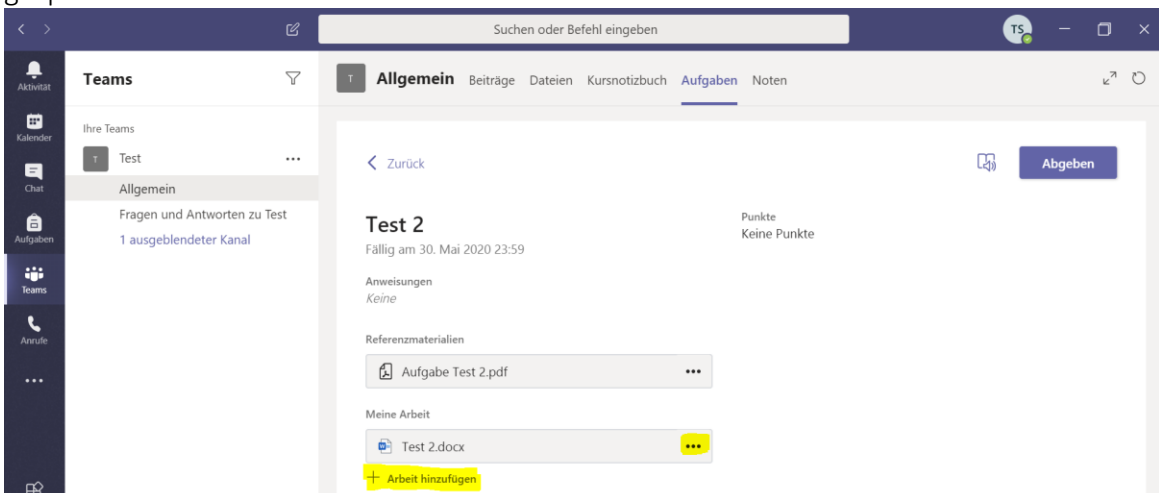 Suchen oder Befehl eingeben
TS
Aktivität
Kalender
Chat
Aufgaben
Teams
Anrufe
Teams
Ihre Teams
T Test
Allgemein
Fragen und Antworten zu Test
1 ausgeblendeter Kanal
T Allgemein Beiträge Dateien Kursnotizbuch Aufgaben Noten
Zurück
Abgeben
Test 2
Fällig am 30. Mai 2020 23:59
Punkte
Keine Punkte
Anweisungen
Keine
Referenzmaterialien
Aufgabe Test 2.pdf
Meine Arbeit
Test 2.docx
+ Arbeit hinzufügen